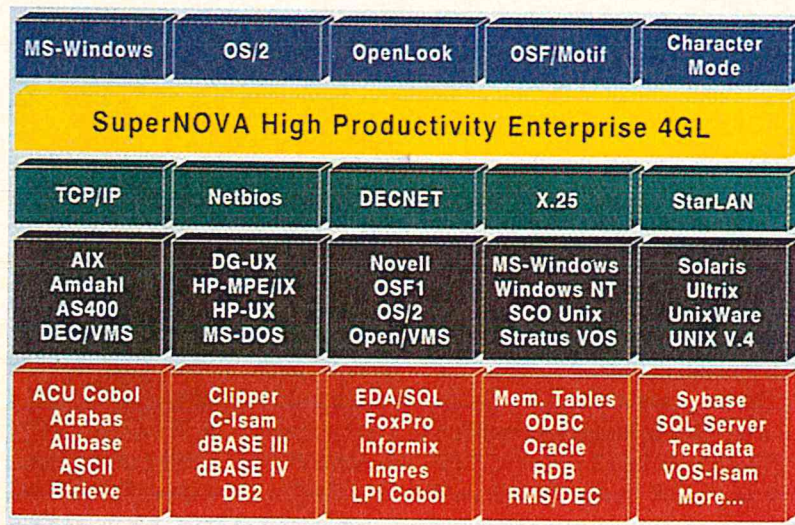 MS-Windows
OS/2
OpenLook
OSF/Motif
Character
Mode
SuperNOVA High Productivity Enterprise 4GL
TCP/IP
Netbios
DECNET
X.25
StarLAN
AIX
Amdahl
AS400
DEC/VMS
DG-UX
HP-MPE/IX
HP-UX
MS-DOS
Novell
OSF1
OS/2
Open/VMS
MS-Windows
Windows NT
SCO Unix
Stratus VOS
Solaris
Ultrix
UnixWare
UNIX V.4
ACU Cobol
Adabas
Allbase
ASCII
Btrieve
Clipper
C-Isam
dBASE III
dBASE IV
DB2
EDA/SQL
FoxPro
Informix
Ingres
LPI Cobol
Mem. Tables
ODBC
Oracle
RDB
RMS/DEC
Sybase
SQL Server
Teradata
VOS-Isam
More...